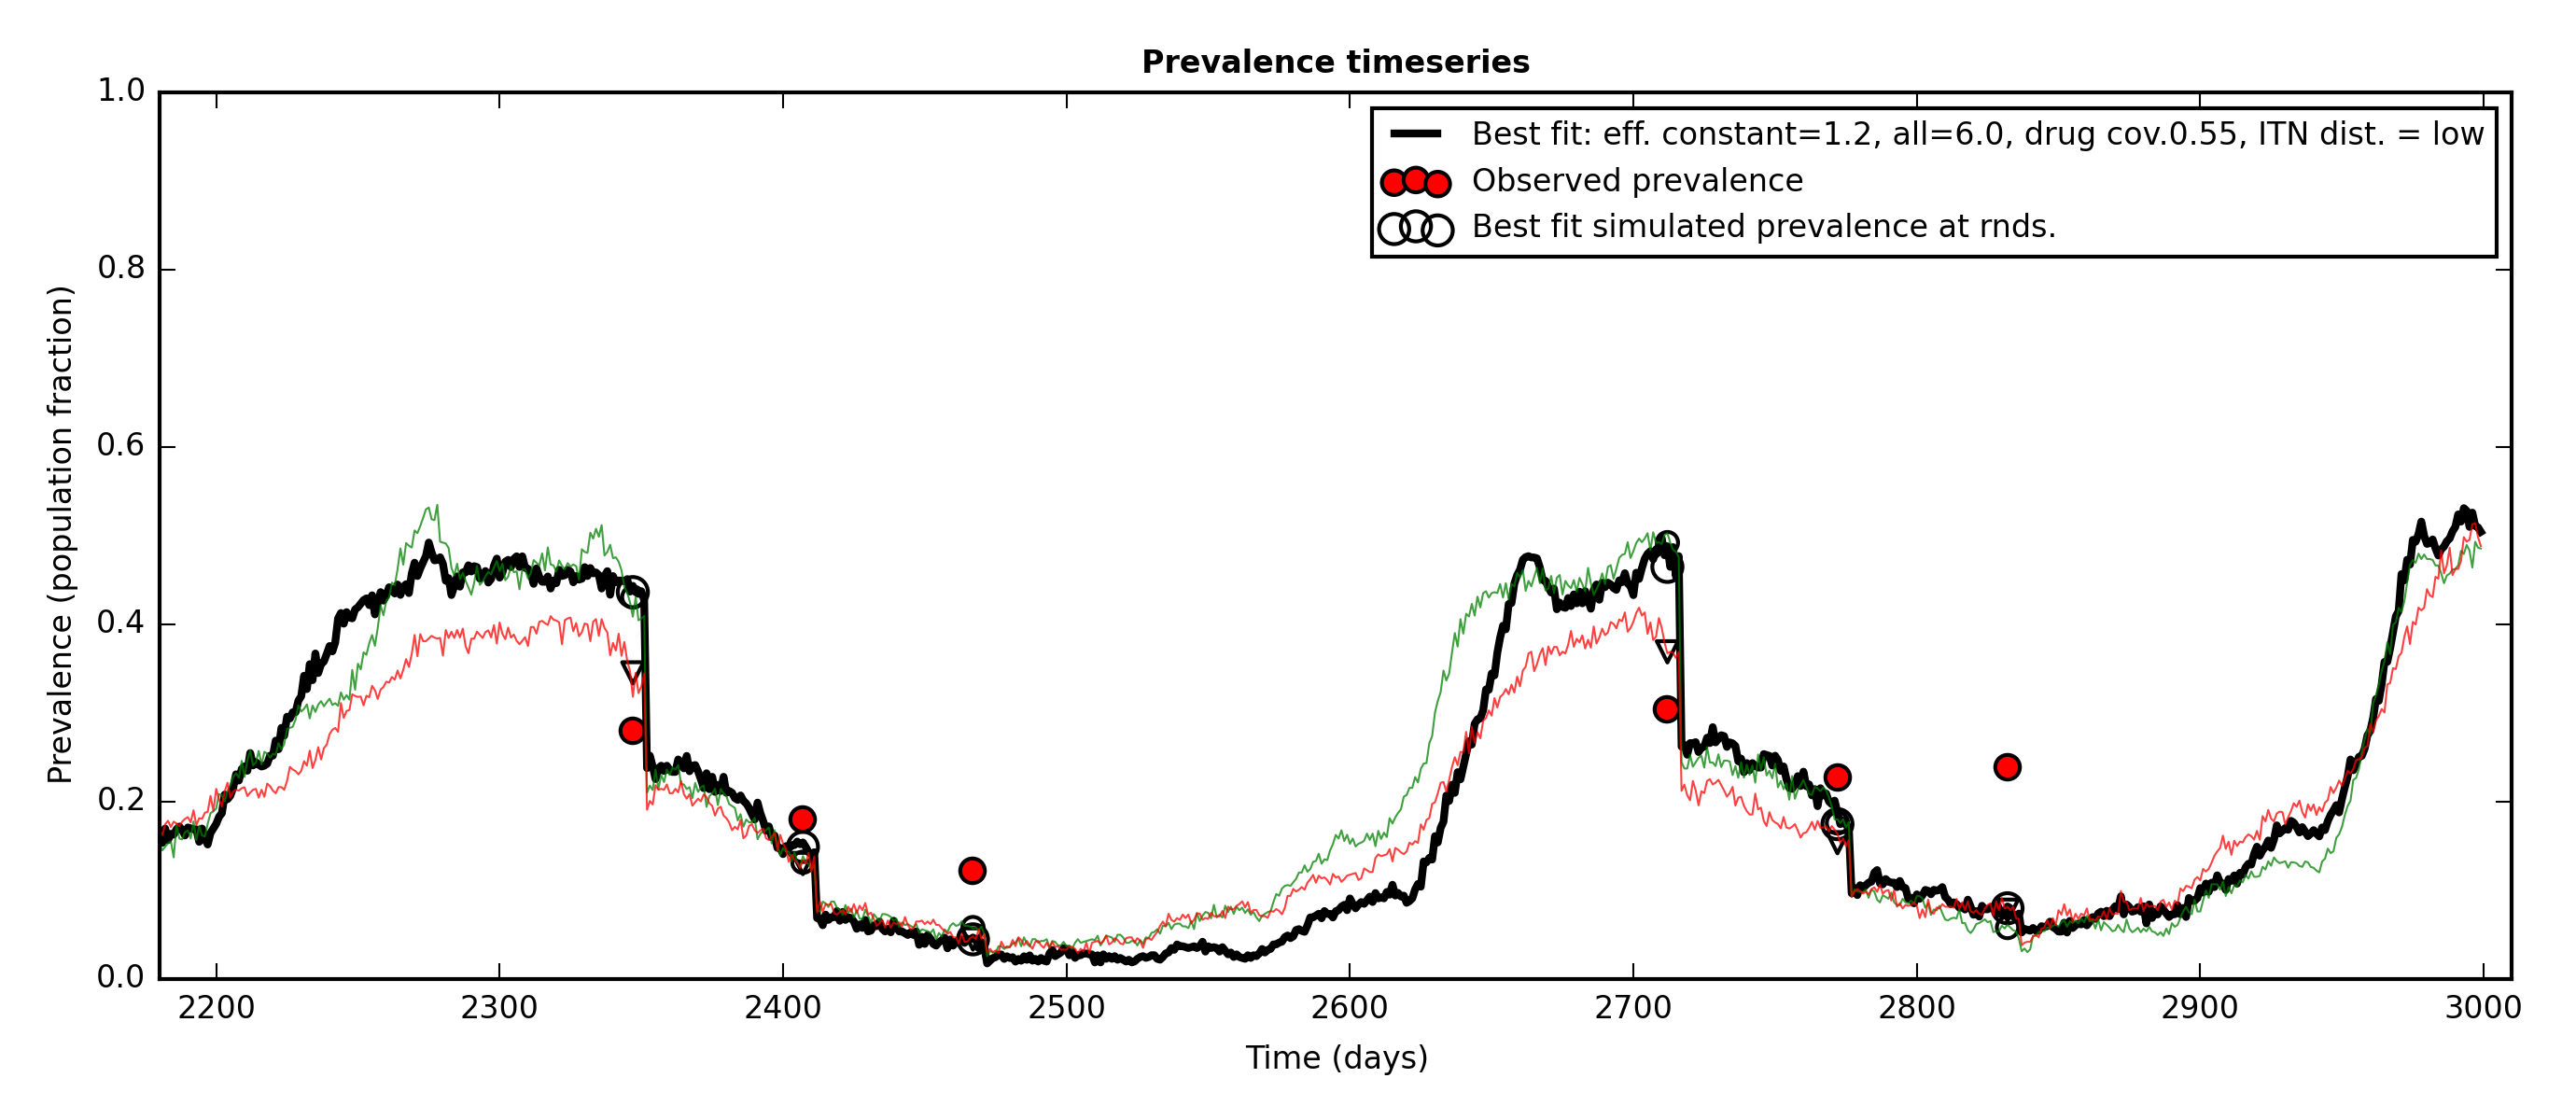 Prevalence timeseries
Best fit: eff. constant=1.2, all=6.0, drug cov.0.55, ITN dist. = low
Observed prevalence
Best fit simulated prevalence at rnds.
Prevalence (population fraction)
1.0
0.8
0.6
0.4
0.2
0.0
2200 2300 2400 2500 2600 2700 2800 2900 3000
Time (days)